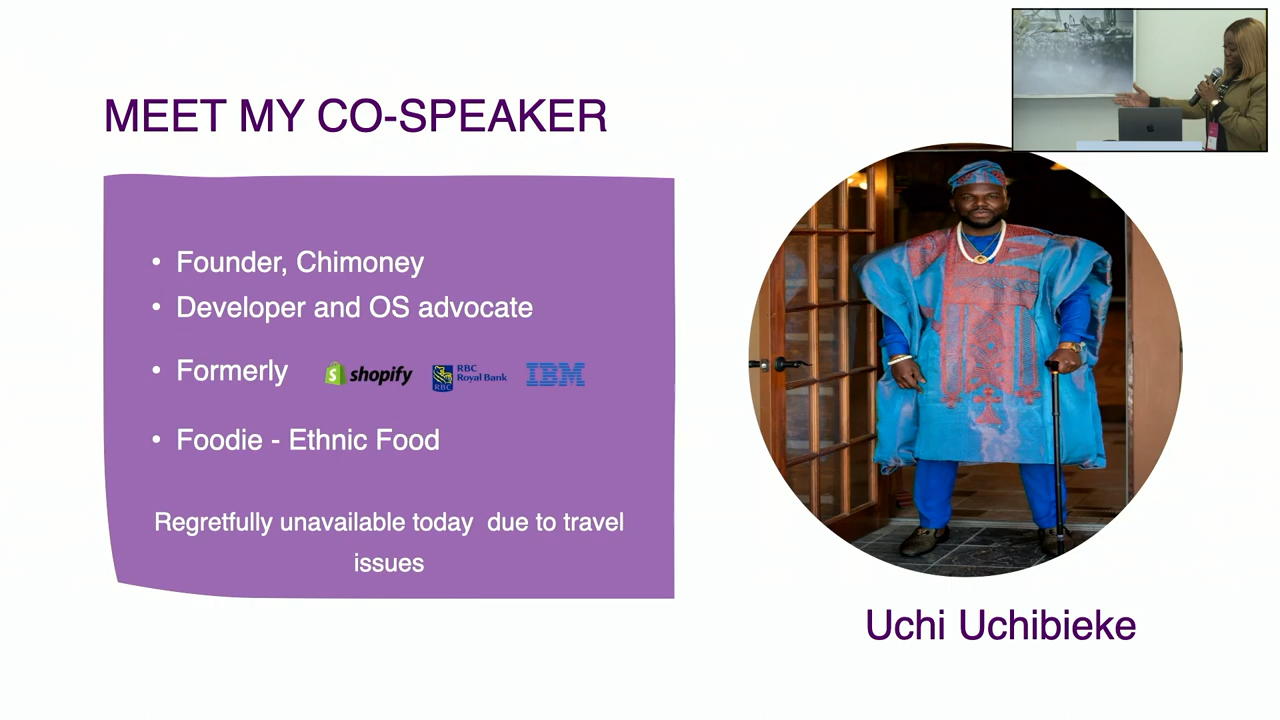 MEET MY CO-SPEAKER
• Founder, Chimoney
• Developer and OS advocate
• Formerly shopify RBC RBC Royal Bank IBM
• Foodie - Ethnic Food
Regretfully unavailable today due to travel
issues
Uchi Uchibieke